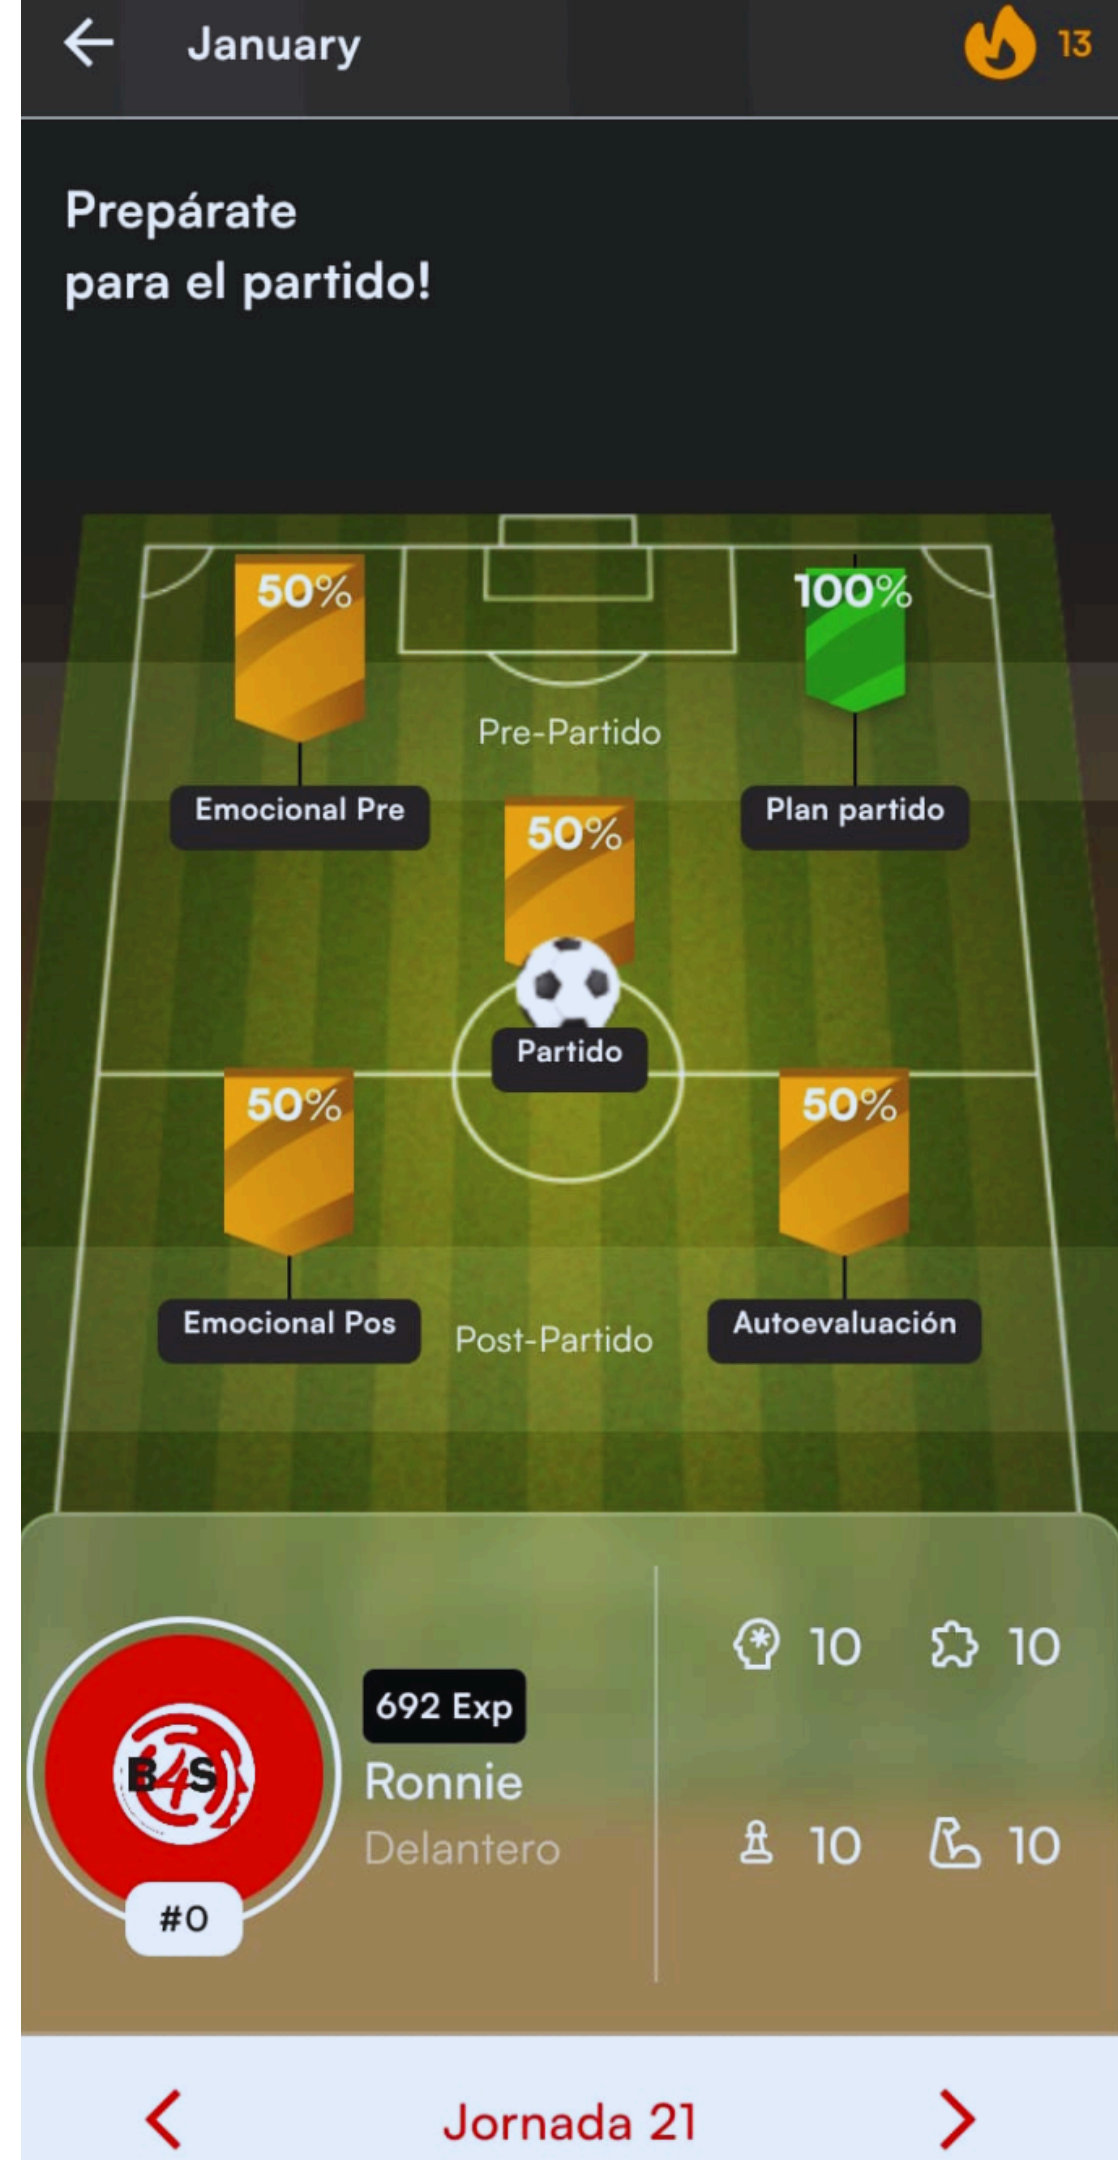 January
13
Prepárate
para el partido!
50%
100%
Pre-Partido
Emocional Pre
Plan partido
50%
Partido
50%
50%
Emocional Pos
Post-Partido
Autoevaluación
10
10
692 Exp
B4S
Ronnie
Delantero
10
10
#0
Jornada 21